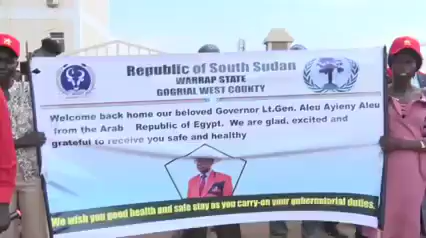 Republic of South Sudan
WARRAP STATE
GOGRIAL WEST COUNTY
Welcome back home our beloved Governor Lt.Gen. Aleu Ayieny Aleu
from the Arab Republic of Egypt. We are glad, excited and
grateful to receive you safe and healthy
We wish you good health and safe stay as you carry-on your gubernatorial duties.